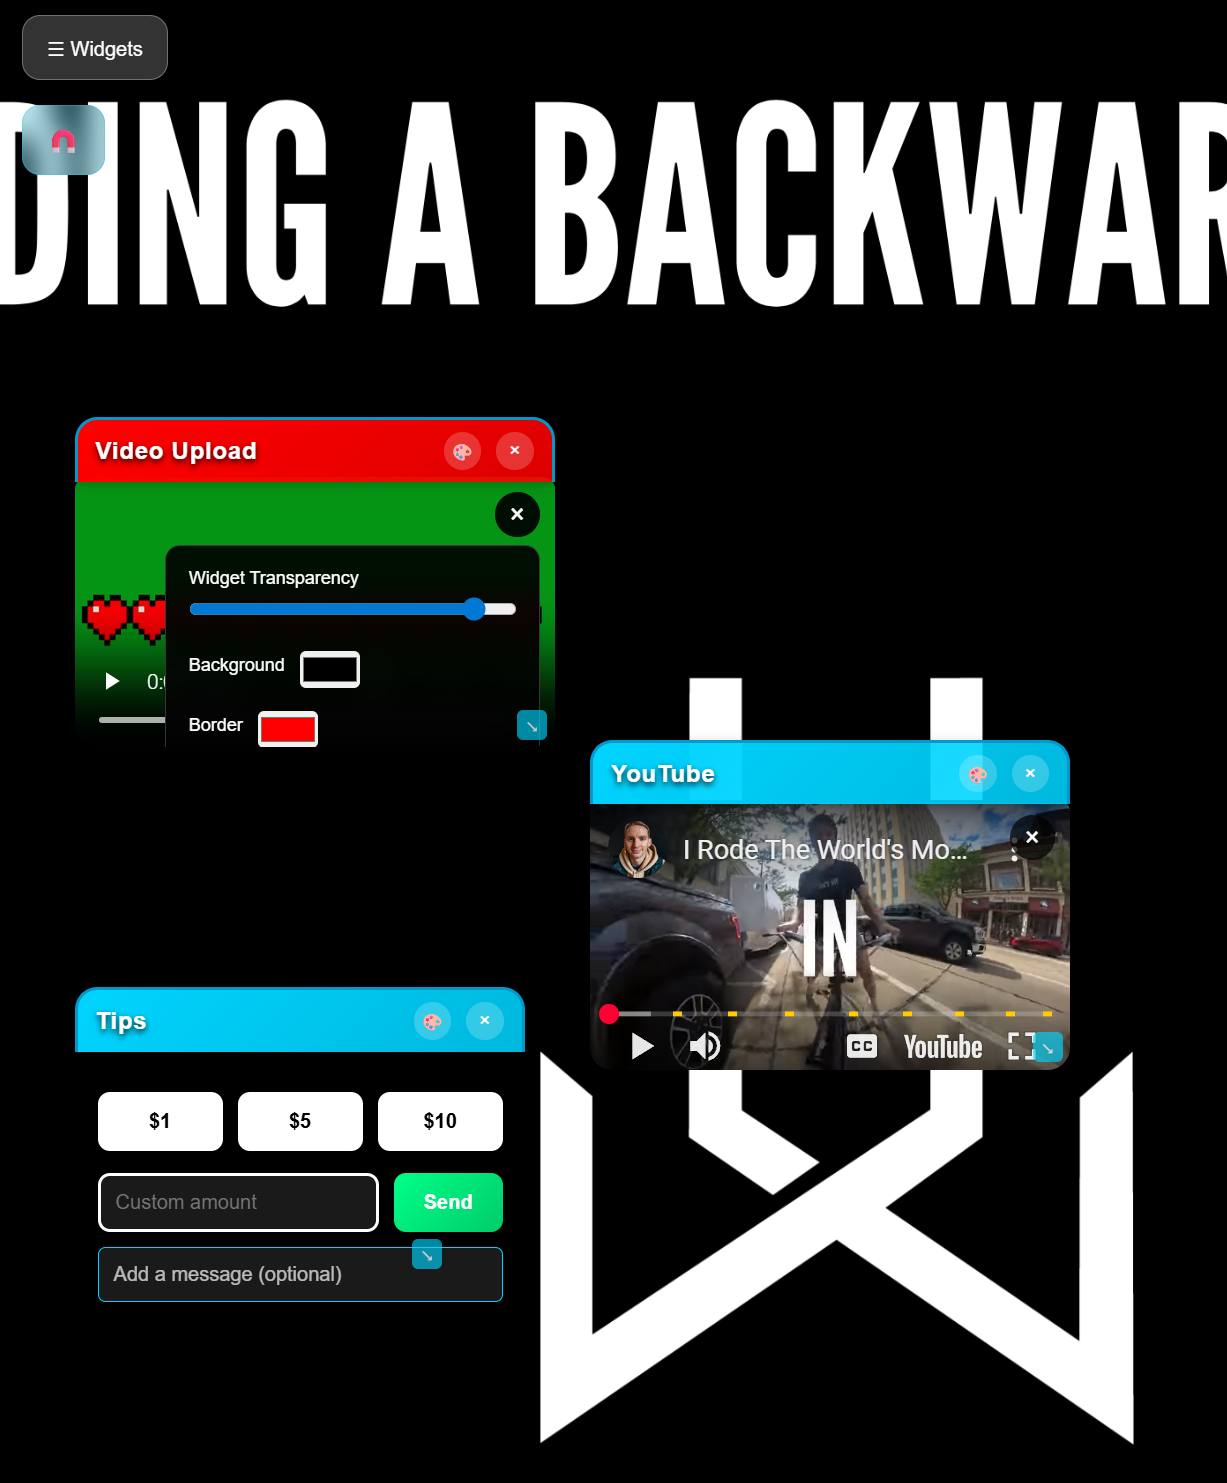 ☰ Widgets
DING A BACKWAR
Video Upload
×
×
Widget Transparency
Background
Border
YouTube
×
×
I Rode The World's Mo...
IN
CC YouTube
Tips
×
$1 $5 $10
Custom amount Send
Add a message (optional)